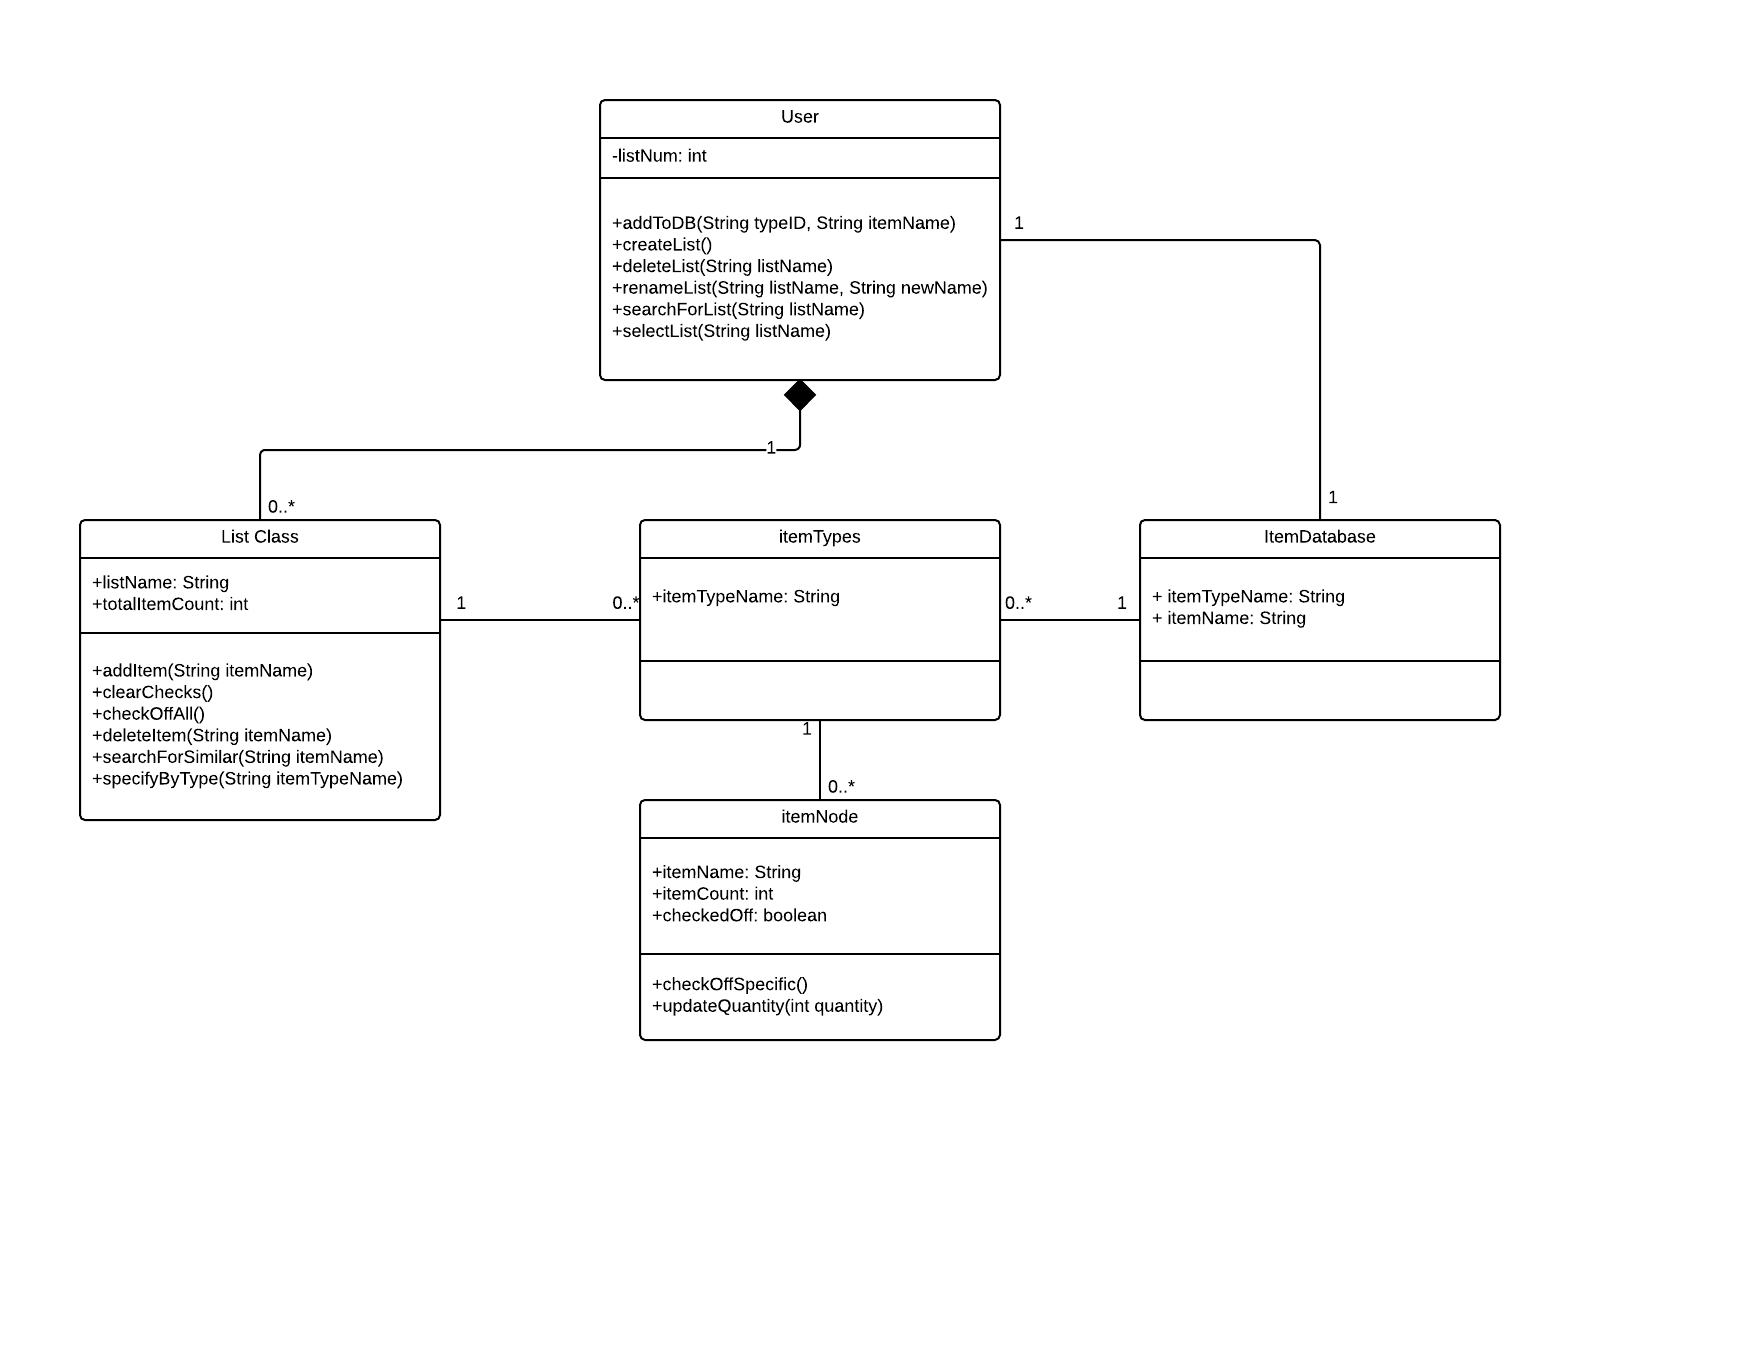 User
-listNum: int
+addToDB(String typeID, String itemName)
+createList()
+deleteList(String listName)
+renameList(String listName, String newName)
+searchForList(String listName)
+selectList(String listName)
1
1
0..*
1
List Class
+listName: String
+totalItemCount: int
+addItem(String itemName)
+clearChecks()
+checkOffAll()
+deleteItem(String itemName)
+searchForSimilar(String itemName)
+specifyByType(String itemTypeName)
1
0..*
itemTypes
+itemTypeName: String
0..*
1
ItemDatabase
+ itemTypeName: String
+ itemName: String
1
0..*
itemNode
+itemName: String
+itemCount: int
+checkedOff: boolean
+checkOffSpecific()
+updateQuantity(int quantity)